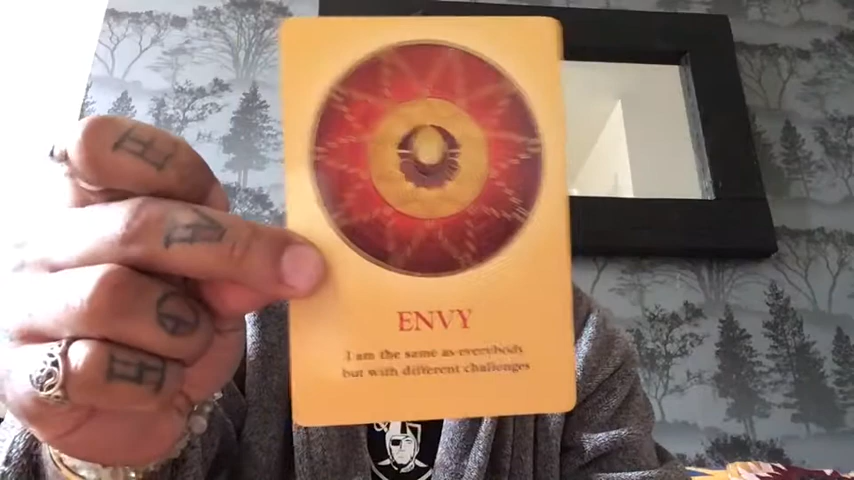 ENVY
I am the same as everybody
but with different challenges